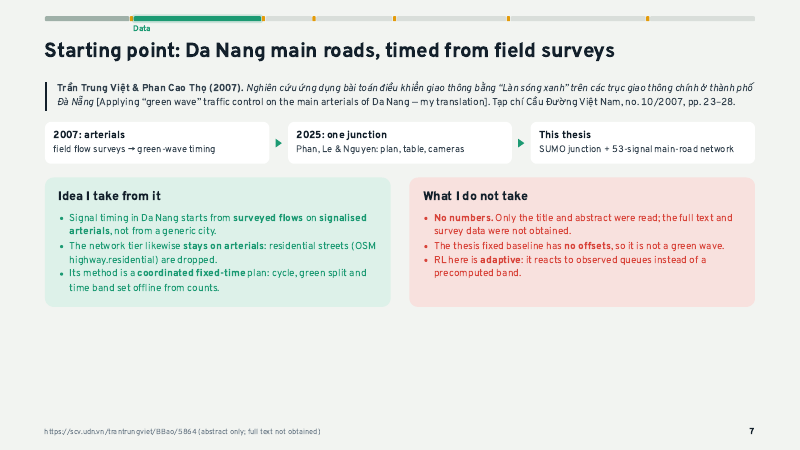 Data
Starting point: Da Nang main roads, timed from field surveys
Trần Trung Việt & Phan Cao Thọ (2007). Nghiên cứu ứng dụng bài toán điều khiển giao thông bằng “Làn sóng xanh” trên các trục giao thông chính ở thành phố
Đà Nẵng [Applying “green wave” traffic control on the main arterials of Da Nang — my translation]. Tạp chí Cầu Đường Việt Nam, no. 10/2007, pp. 23–28.
2007: arterials
field flow surveys → green-wave timing
2025: one junction
Phan, Le & Nguyen: plan, table, cameras
This thesis
SUMO junction + 53-signal main-road network
Idea I take from it
• Signal timing in Da Nang starts from surveyed flows on signalised
arterials, not from a generic city.
• The network tier likewise stays on arterials: residential streets (OSM
highway.residential) are dropped.
• Its method is a coordinated fixed-time plan: cycle, green split and
time band set offline from counts.
What I do not take
• No numbers. Only the title and abstract were read; the full text and
survey data were not obtained.
• The thesis fixed baseline has no offsets, so it is not a green wave.
• RL here is adaptive: it reacts to observed queues instead of a
precomputed band.
https://scv.udn.vn/trantrungviet/BBao/5864 (abstract only; full text not obtained)
7